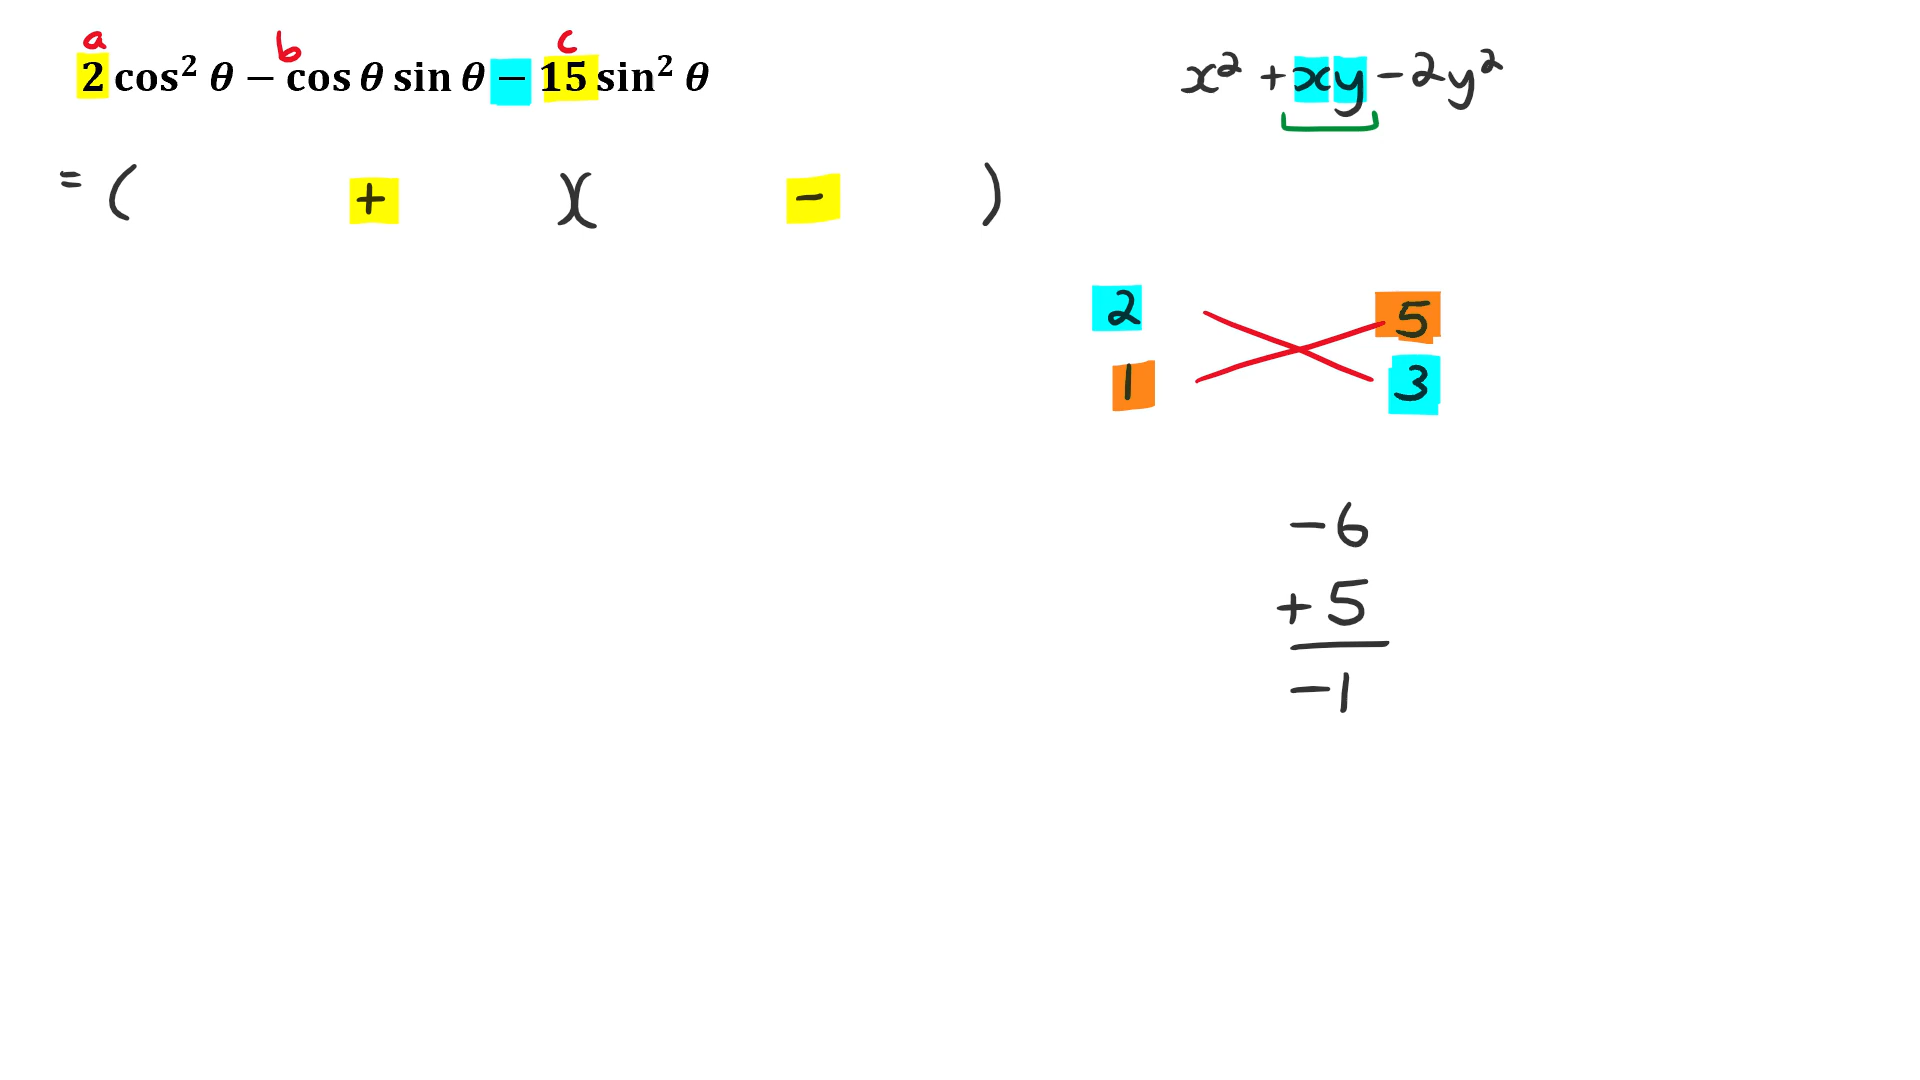 a b c
2 cos² θ − cos θ sin θ − 15 sin² θ
x² + xy − 2y²
= ( + )( − )
2 5
1 3
−6
+ 5
−1